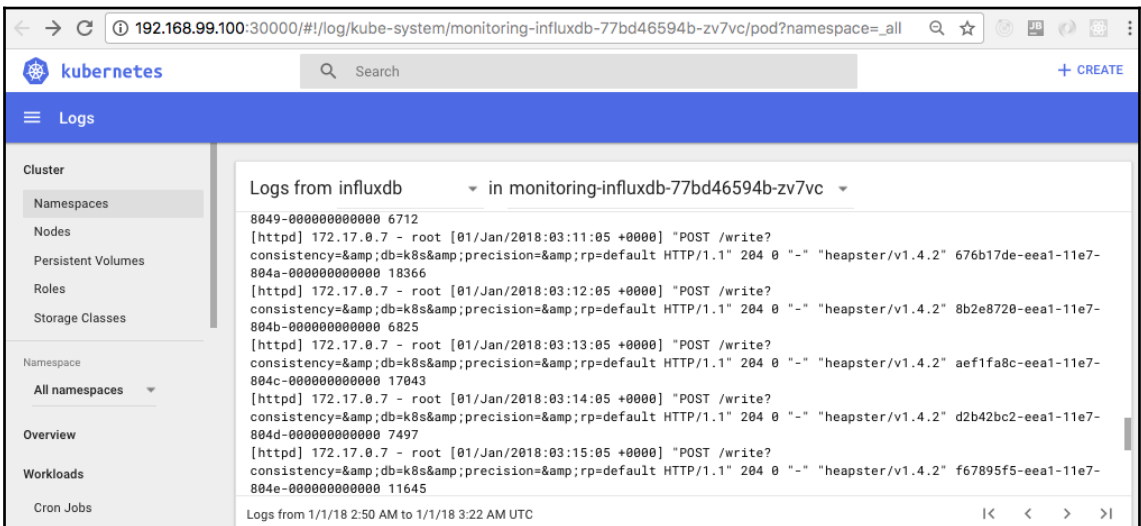 192.168.99.100:30000/#!/log/kube-system/monitoring-influxdb-77bd46594b-zv7vc/pod?namespace=_all
JB
kubernetes
Search
+ CREATE
Logs
Cluster
Namespaces
Nodes
Persistent Volumes
Roles
Storage Classes
Namespace
All namespaces
Overview
Workloads
Cron Jobs
Logs from influxdb in monitoring-influxdb-77bd46594b-zv7vc
8049-000000000000 6712
[httpd] 172.17.0.7 - root [01/Jan/2018:03:11:05 +0000] "POST /write?
consistency=&amp;db=k8s&amp;precision=&amp;rp=default HTTP/1.1" 204 0 "-" "heapster/v1.4.2" 676b17de-eea1-11e7-
804a-000000000000 18366
[httpd] 172.17.0.7 - root [01/Jan/2018:03:12:05 +0000] "POST /write?
consistency=&amp;db=k8s&amp;precision=&amp;rp=default HTTP/1.1" 204 0 "-" "heapster/v1.4.2" 8b2e8720-eea1-11e7-
804b-000000000000 6825
[httpd] 172.17.0.7 - root [01/Jan/2018:03:13:05 +0000] "POST /write?
consistency=&amp;db=k8s&amp;precision=&amp;rp=default HTTP/1.1" 204 0 "-" "heapster/v1.4.2" aef1fa8c-eea1-11e7-
804c-000000000000 17043
[httpd] 172.17.0.7 - root [01/Jan/2018:03:14:05 +0000] "POST /write?
consistency=&amp;db=k8s&amp;precision=&amp;rp=default HTTP/1.1" 204 0 "-" "heapster/v1.4.2" d2b42bc2-eea1-11e7-
804d-000000000000 7497
[httpd] 172.17.0.7 - root [01/Jan/2018:03:15:05 +0000] "POST /write?
consistency=&amp;db=k8s&amp;precision=&amp;rp=default HTTP/1.1" 204 0 "-" "heapster/v1.4.2" f67895f5-eea1-11e7-
804e-000000000000 11645
Logs from 1/1/18 2:50 AM to 1/1/18 3:22 AM UTC